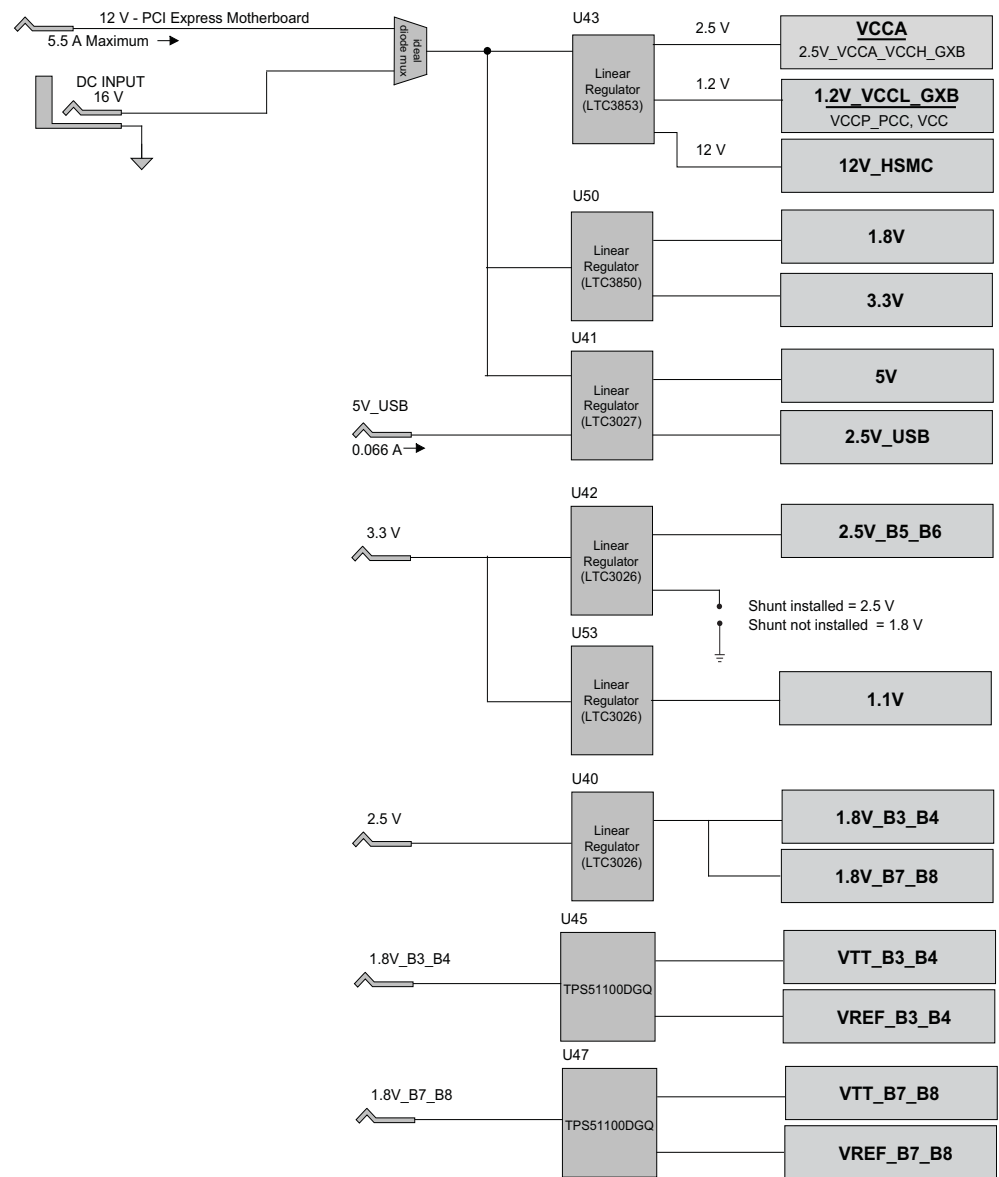 12 V - PCI Express Motherboard
5.5 A Maximum
DC INPUT
16 V
ideal
diode mux
U43
Linear
Regulator
(LTC3853)
2.5 V
VCCA
2.5V_VCCA_VCCH_GXB
1.2 V
1.2V_VCCL_GXB
VCCP_PCC, VCC
12 V
12V_HSMC
U50
Linear
Regulator
(LTC3850)
1.8V
3.3V
U41
Linear
Regulator
(LTC3027)
5V
5V_USB
0.066 A
2.5V_USB
U42
3.3 V
Linear
Regulator
(LTC3026)
2.5V_B5_B6
Shunt installed = 2.5 V
Shunt not installed = 1.8 V
U53
Linear
Regulator
(LTC3026)
1.1V
U40
2.5 V
Linear
Regulator
(LTC3026)
1.8V_B3_B4
1.8V_B7_B8
U45
1.8V_B3_B4
TPS51100DGQ
VTT_B3_B4
VREF_B3_B4
U47
1.8V_B7_B8
TPS51100DGQ
VTT_B7_B8
VREF_B7_B8